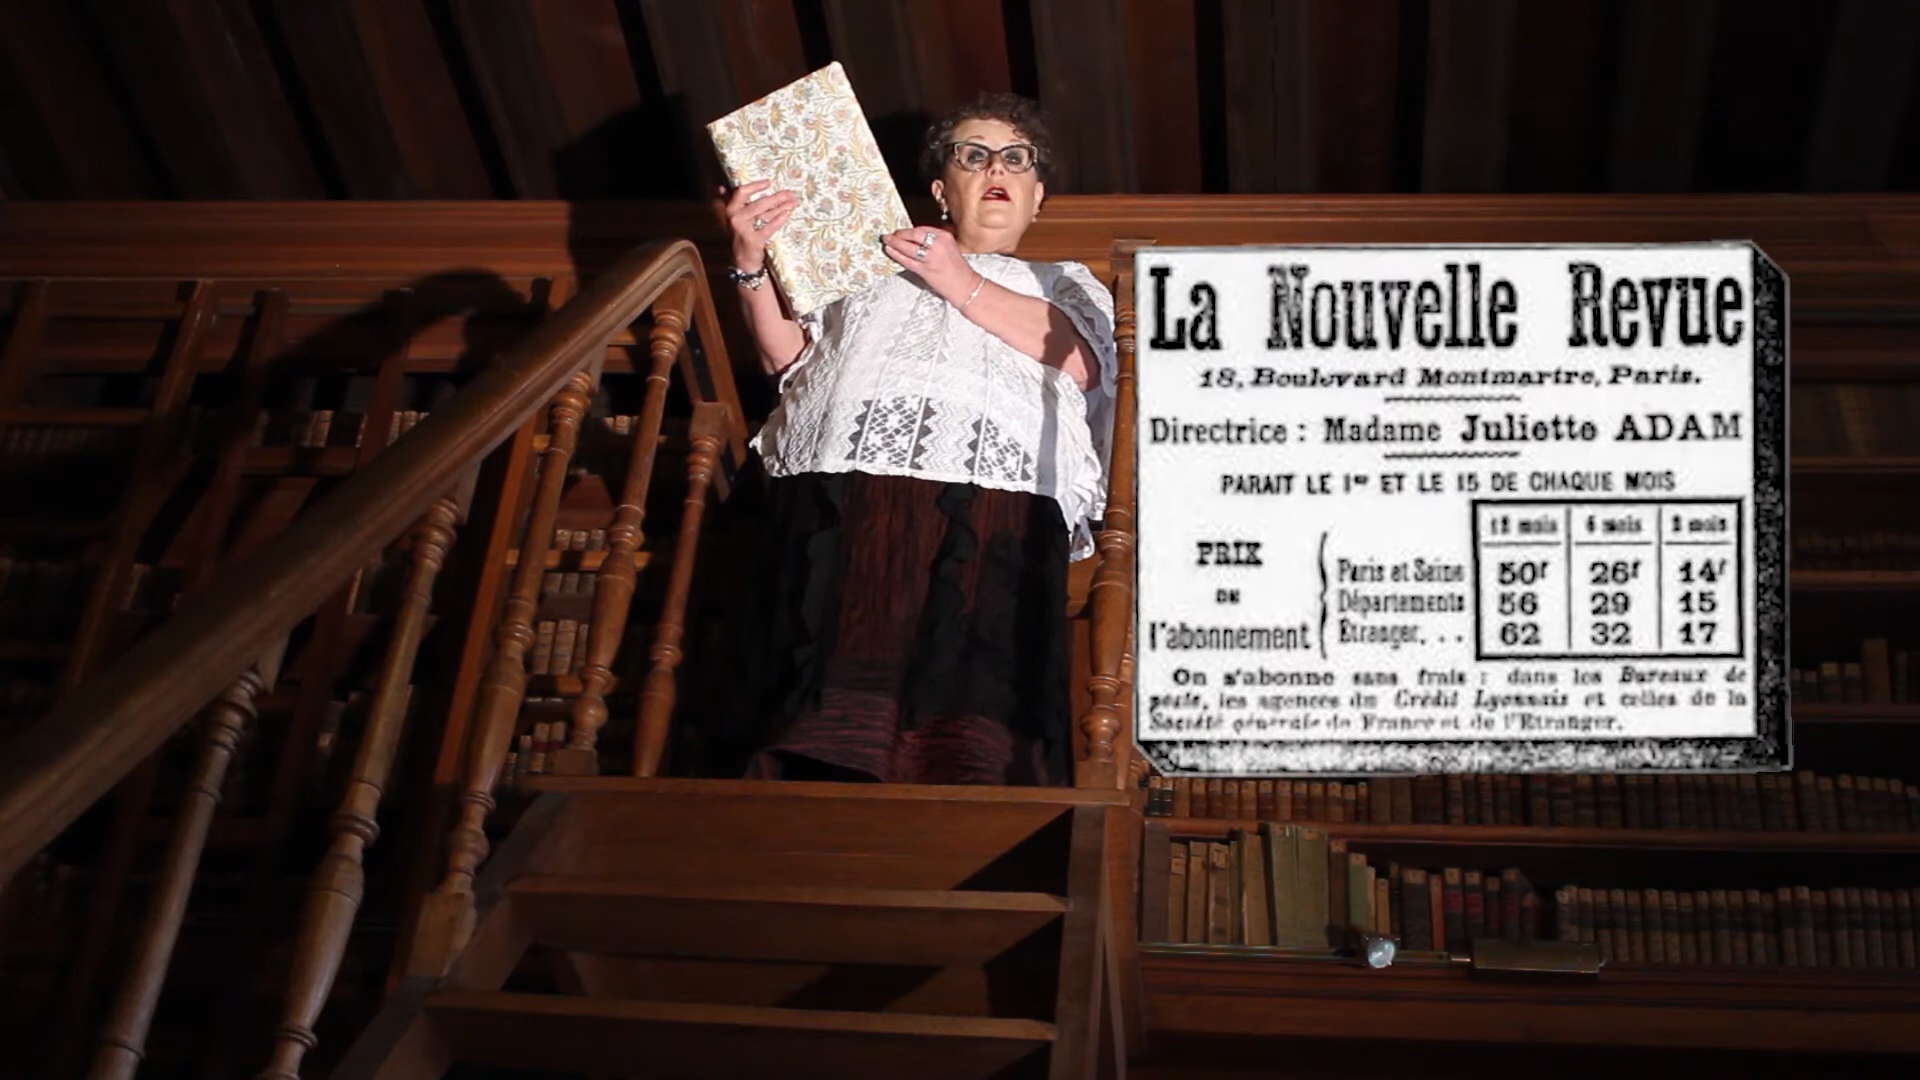 La Nouvelle Revue
18, Boulevard Montmartre, Paris.
Directrice : Madame Juliette ADAM
PARAIT LE 1er ET LE 15 DE CHAQUE MOIS
12 mois 6 mois 3 mois
PRIX
DE
l'abonnement
Paris et Seine 50f 26f 14f
Départements 56 29 15
Etranger. . . 62 32 17
On s'abonne sans frais : dans les Bureaux de
poste, les agences du Crédit Lyonnais et celles de la
Société générale de France et de l'Etranger.